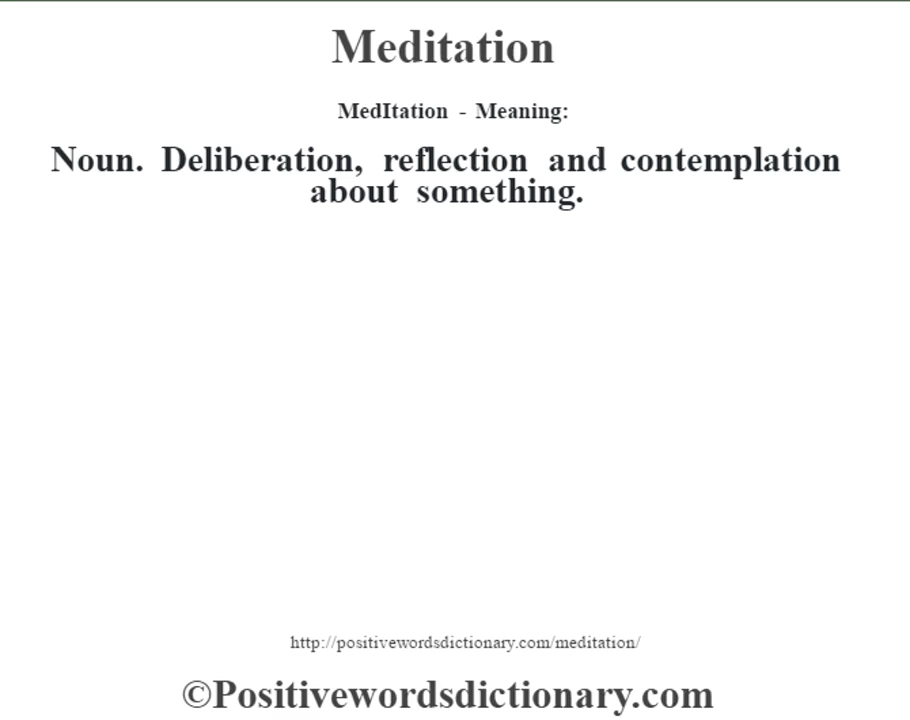 Meditation
MedItation - Meaning:
Noun. Deliberation, reflection and contemplation
about something.
http://positivewordsdictionary.com/meditation/
©Positivewordsdictionary.com